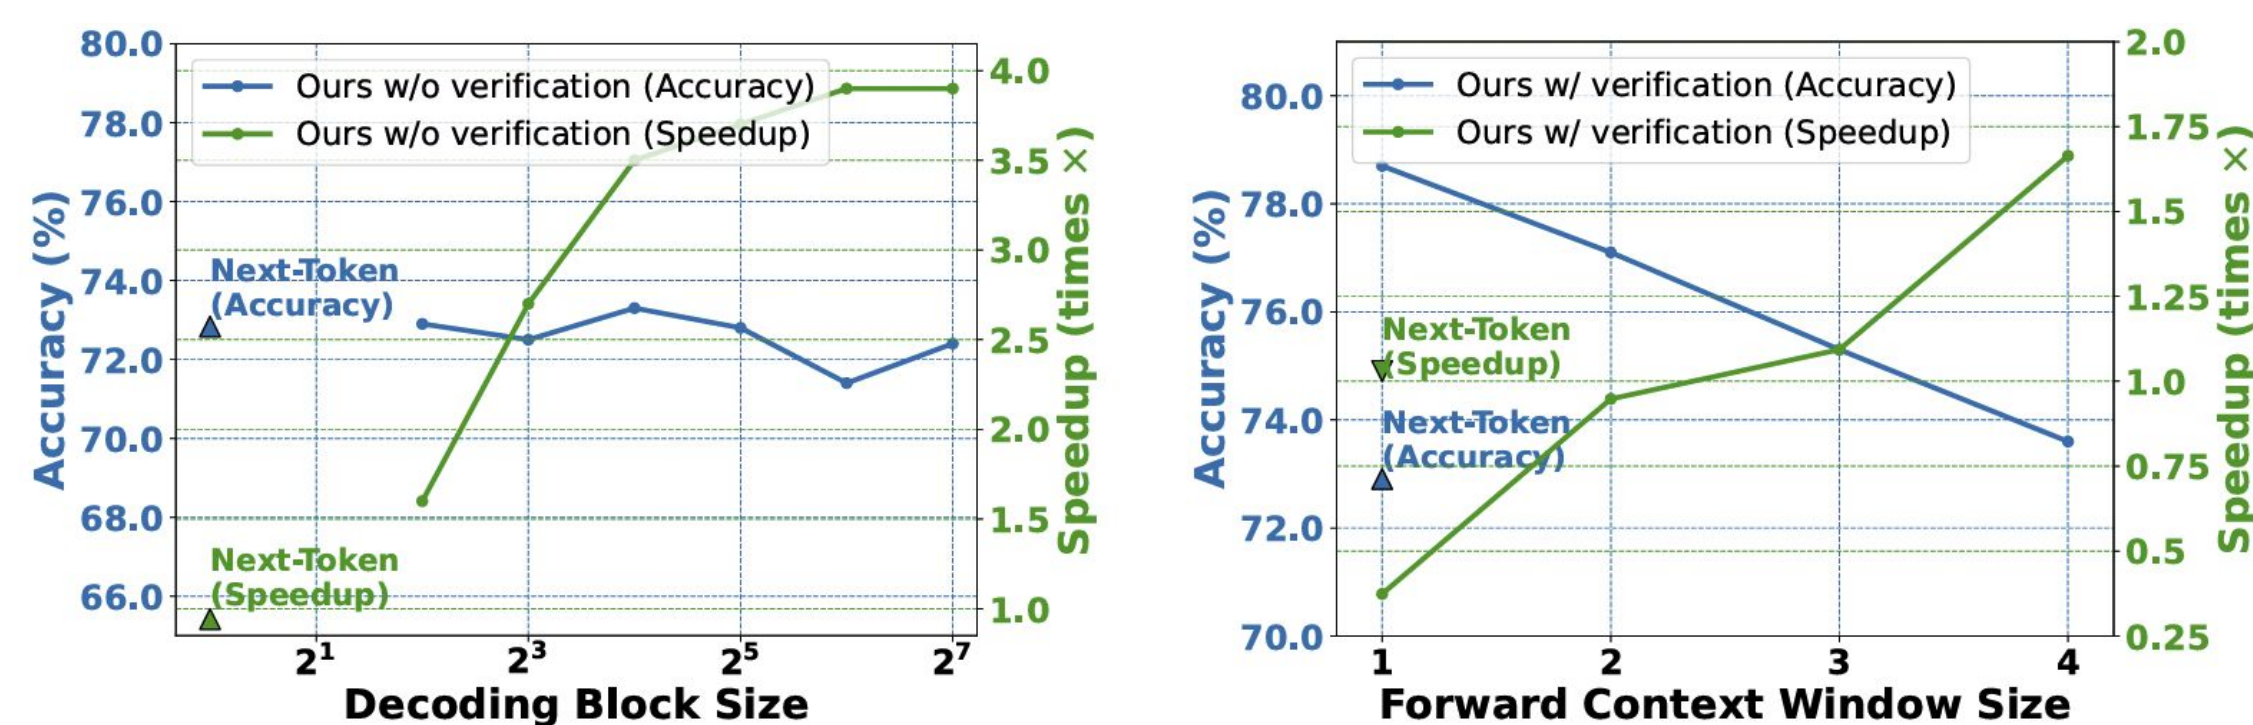 80.0
78.0
76.0
74.0
72.0
70.0
68.0
66.0
Accuracy (%)
Ours w/o verification (Accuracy)
Ours w/o verification (Speedup)
Next-Token
(Accuracy)
Next-Token
(Speedup)
4.0
3.5
3.0
2.5
2.0
1.5
1.0
Speedup (times ×)
2¹ 2³ 2⁵ 2⁷
Decoding Block Size
80.0
78.0
76.0
74.0
72.0
70.0
Accuracy (%)
Ours w/ verification (Accuracy)
Ours w/ verification (Speedup)
Next-Token
(Speedup)
Next-Token
(Accuracy)
2.0
1.75
1.5
1.25
1.0
0.75
0.5
0.25
Speedup (times ×)
1 2 3 4
Forward Context Window Size